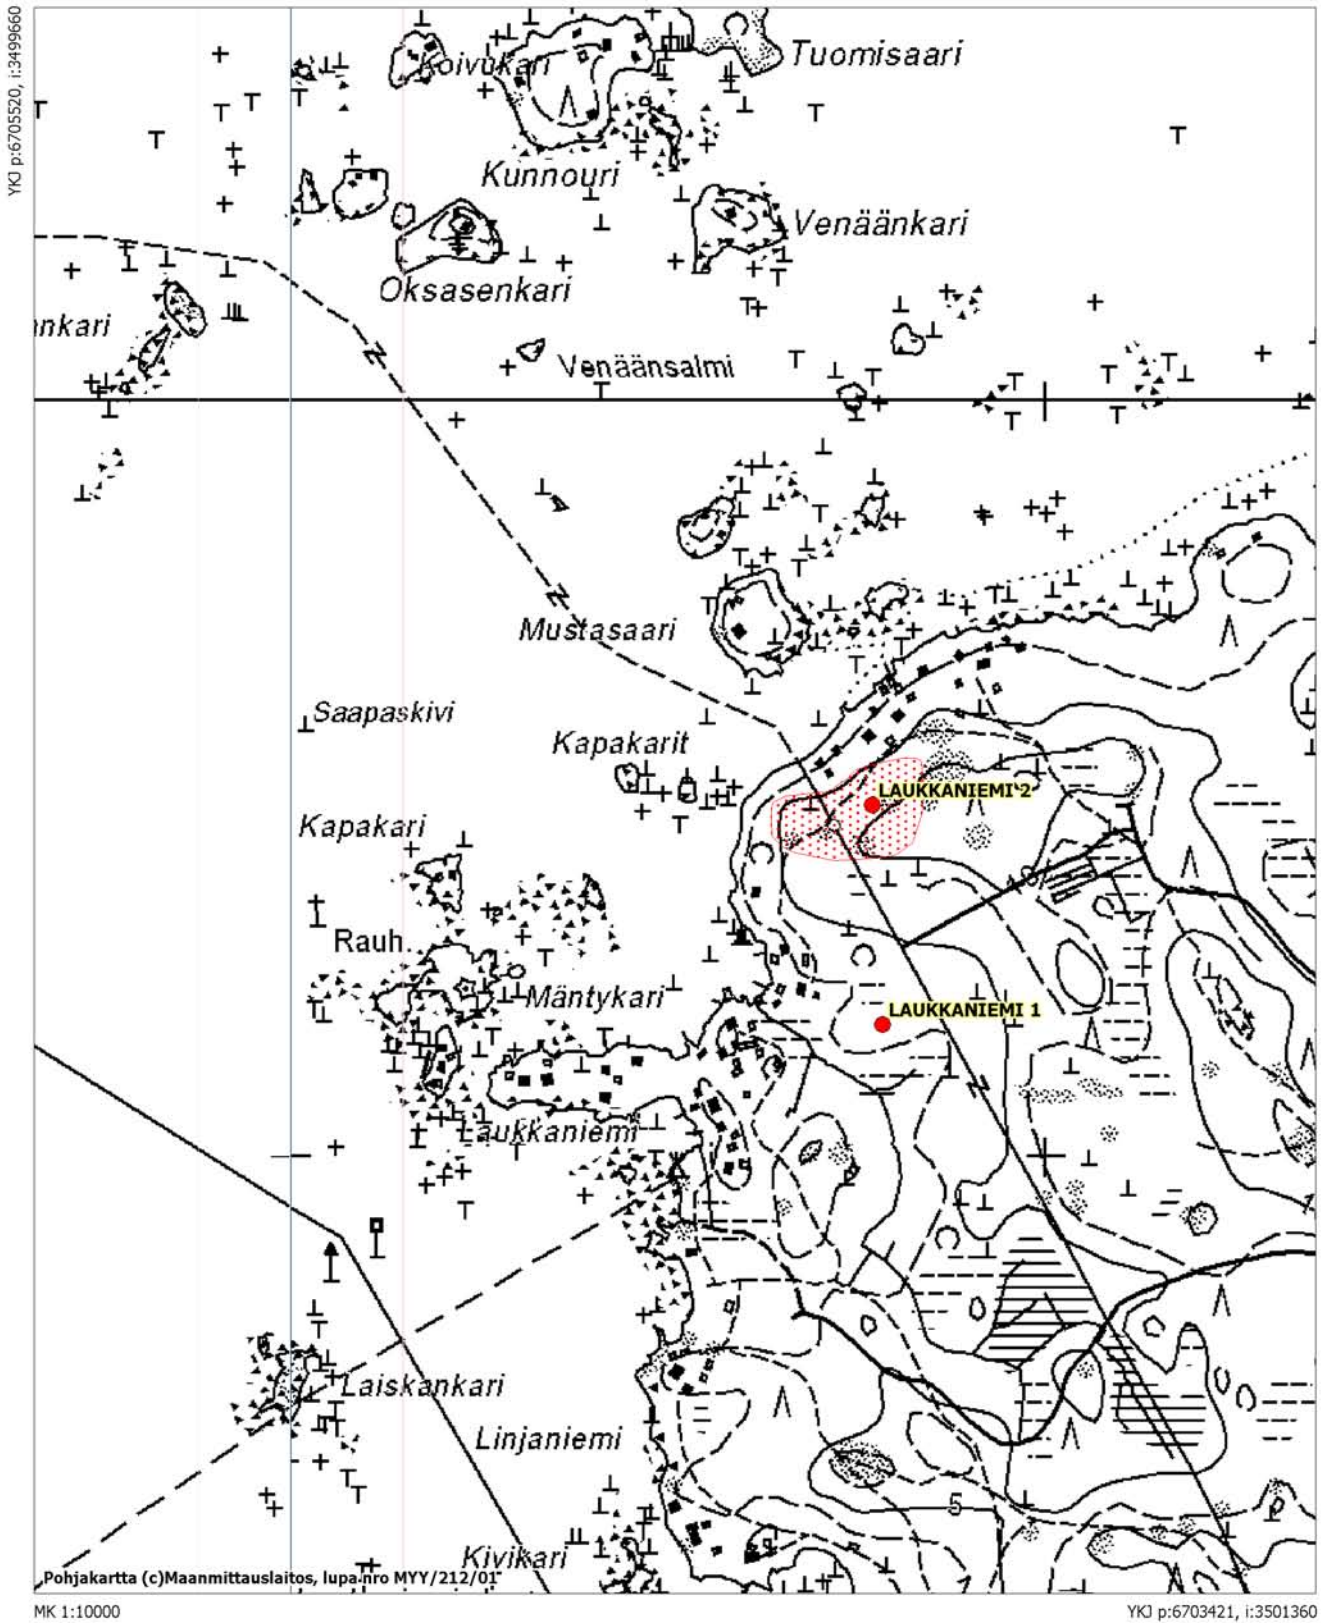 YKJ p:6705520, i:3499660
Tuomisaari
Koivukari
Kunnouri
Venäänkari
Oksasenkari
nkari
Venäänsalmi
Mustasaari
Saapaskivi
Kapakarit
LAUKKANIEMI 2
Kapakari
Rauh.
Mäntykari
LAUKKANIEMI 1
Laukkaniemi
Laiskankari
Linjaniemi
5
Kivikari
Pohjakartta (c)Maanmittauslaitos, lupa nro MYY/212/01
MK 1:10000
YKJ p:6703421, i:3501360